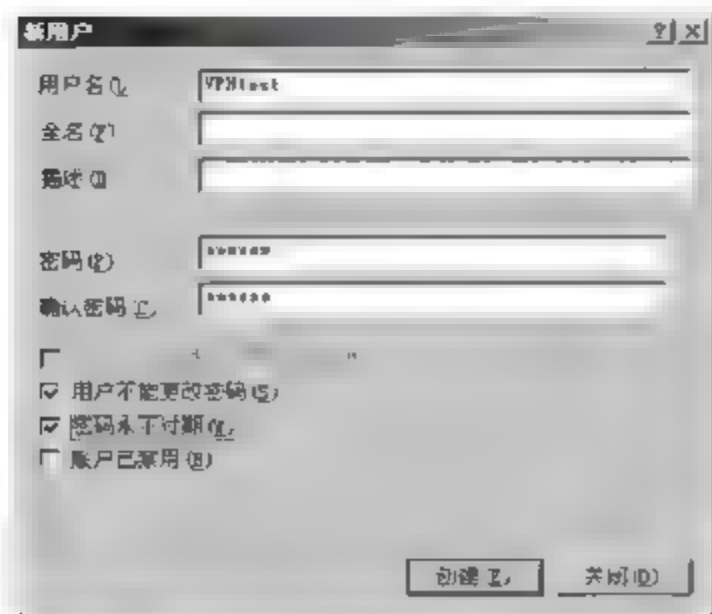 新用户
用户名
VPNtest
全名(F)
描述(D)
密码(P)
******
确认密码
******
用户不能更改密码(S)
密码永不过期
账户已禁用(B)
创建
关闭(O)